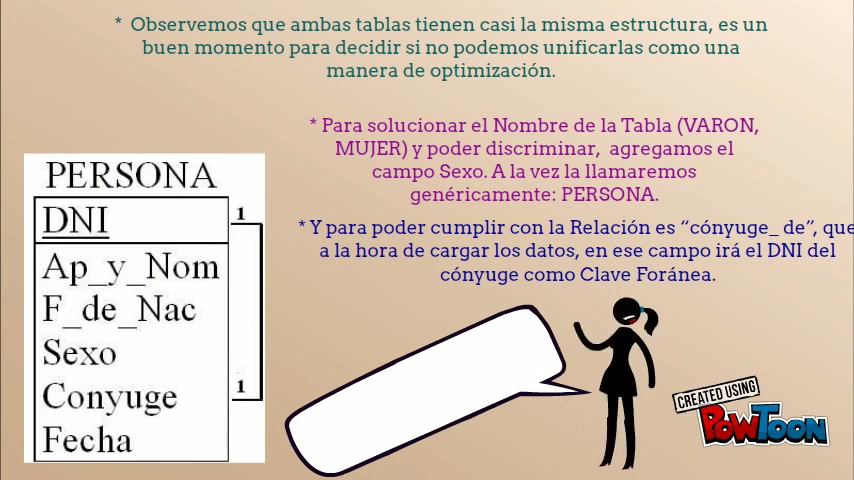 * Observemos que ambas tablas tienen casi la misma estructura, es un
buen momento para decidir si no podemos unificarlas como una
manera de optimización.
* Para solucionar el Nombre de la Tabla (VARON,
MUJER) y poder discriminar, agregamos el
campo Sexo. A la vez la llamaremos
genéricamente: PERSONA.
* Y para poder cumplir con la Relación es “cónyuge_ de”, que
a la hora de cargar los datos, en ese campo irá el DNI del
cónyuge como Clave Foránea.
PERSONA
DNI
1
Ap_y_Nom
F_de_Nac
Sexo
Conyuge
1
Fecha
CREATED USING
POWTOON